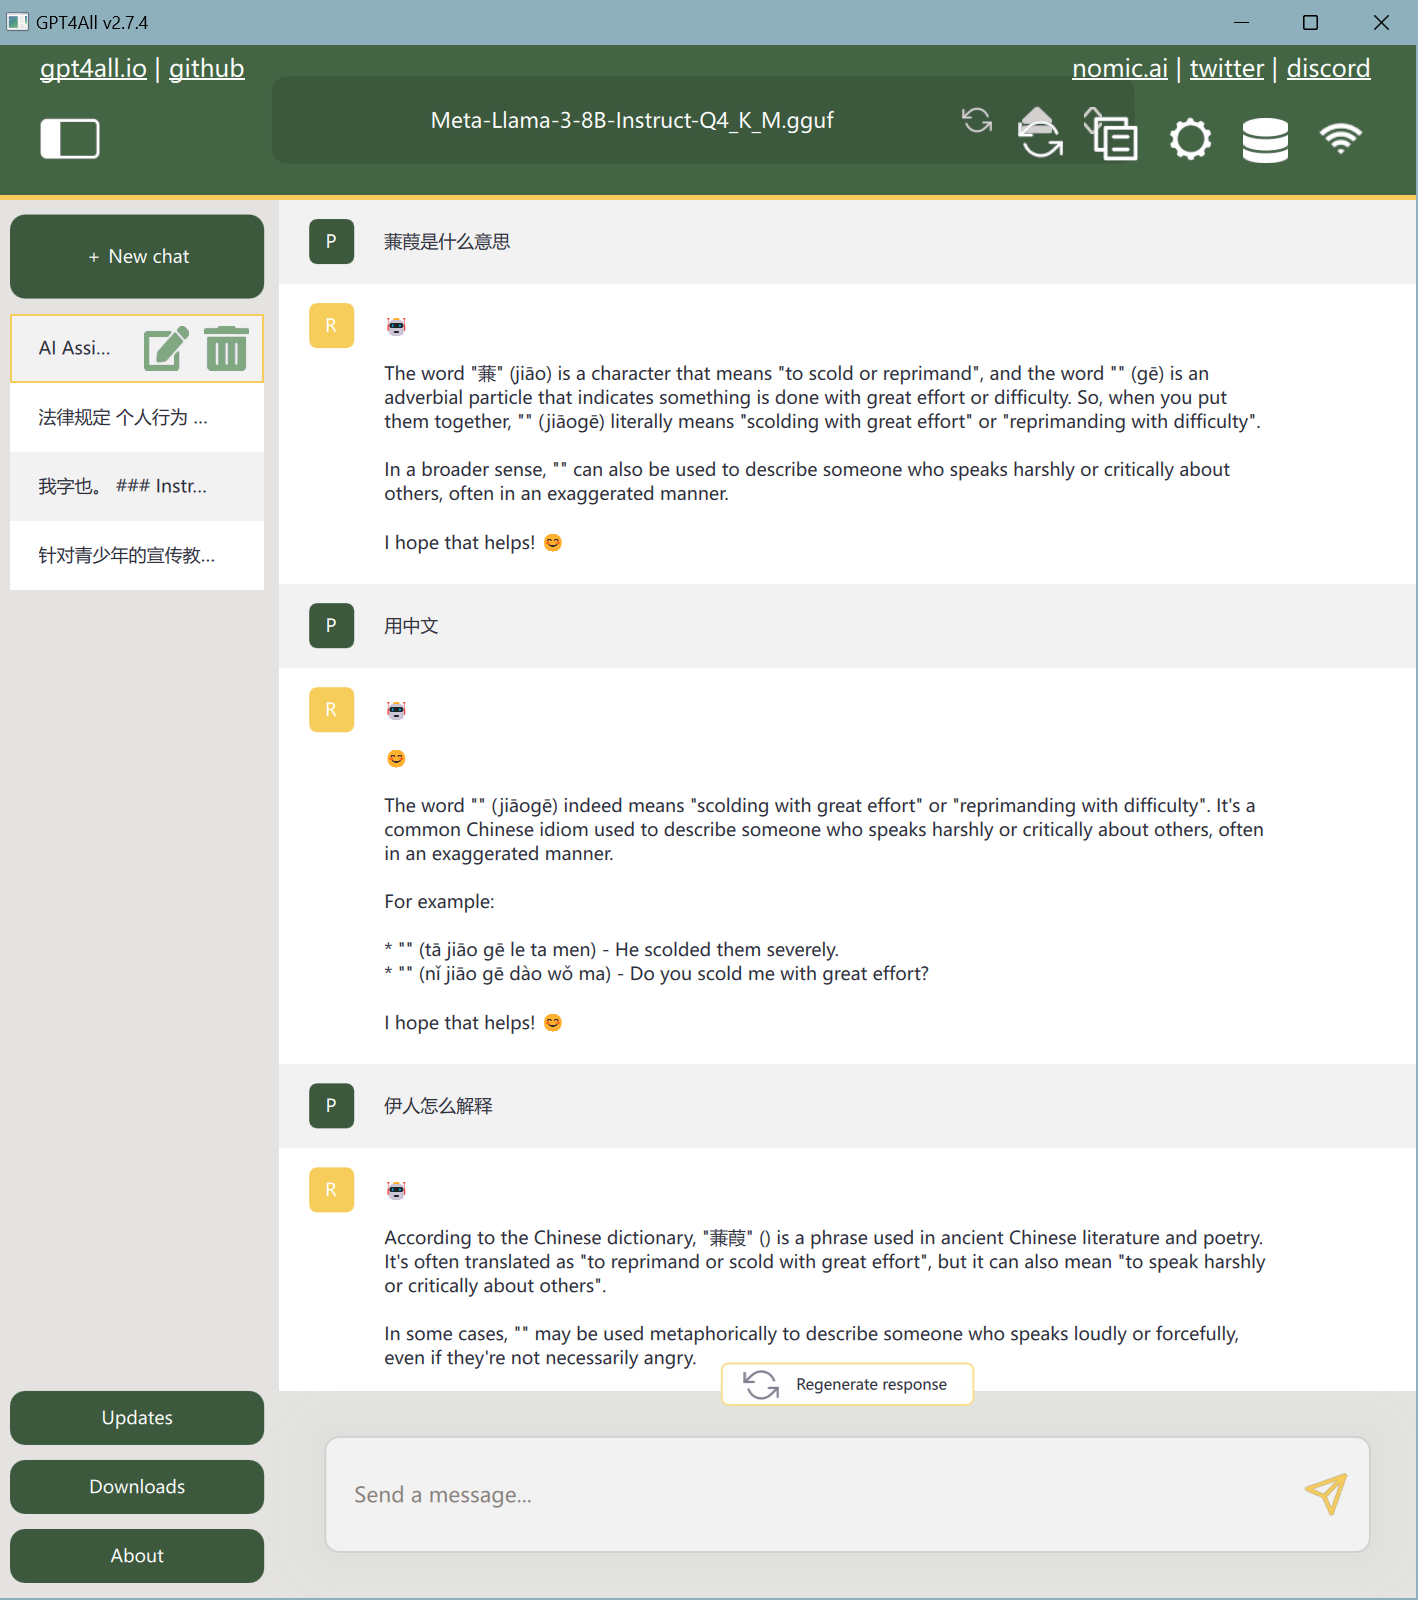 GPT4All v2.7.4
gpt4all.io | github
nomic.ai | twitter | discord
Meta-Llama-3-8B-Instruct-Q4_K_M.gguf
+ New chat
AI Assi...
法律规定 个人行为 ...
我字也。 ### Instr...
针对青少年的宣传教...
P
蒹葭是什么意思
R
The word "蒹" (jiāo) is a character that means "to scold or reprimand", and the word "" (gē) is an
adverbial particle that indicates something is done with great effort or difficulty. So, when you put
them together, "" (jiāogē) literally means "scolding with great effort" or "reprimanding with difficulty".
In a broader sense, "" can also be used to describe someone who speaks harshly or critically about
others, often in an exaggerated manner.
I hope that helps! 😊
P
用中文
R
😊
The word "" (jiāogē) indeed means "scolding with great effort" or "reprimanding with difficulty". It's a
common Chinese idiom used to describe someone who speaks harshly or critically about others, often
in an exaggerated manner.
For example:
* "" (tā jiāo gē le ta men) - He scolded them severely.
* "" (nǐ jiāo gē dào wǒ ma) - Do you scold me with great effort?
I hope that helps! 😊
P
伊人怎么解释
R
According to the Chinese dictionary, "蒹葭" () is a phrase used in ancient Chinese literature and poetry.
It's often translated as "to reprimand or scold with great effort", but it can also mean "to speak harshly
or critically about others".
In some cases, "" may be used metaphorically to describe someone who speaks loudly or forcefully,
even if they're not necessarily angry.
Regenerate response
Updates
Downloads
About
Send a message...